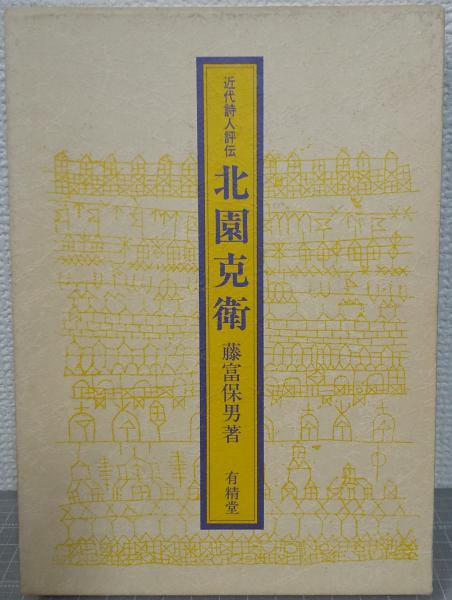 近代詩人評伝
北園克衛
藤富保男著
有精堂